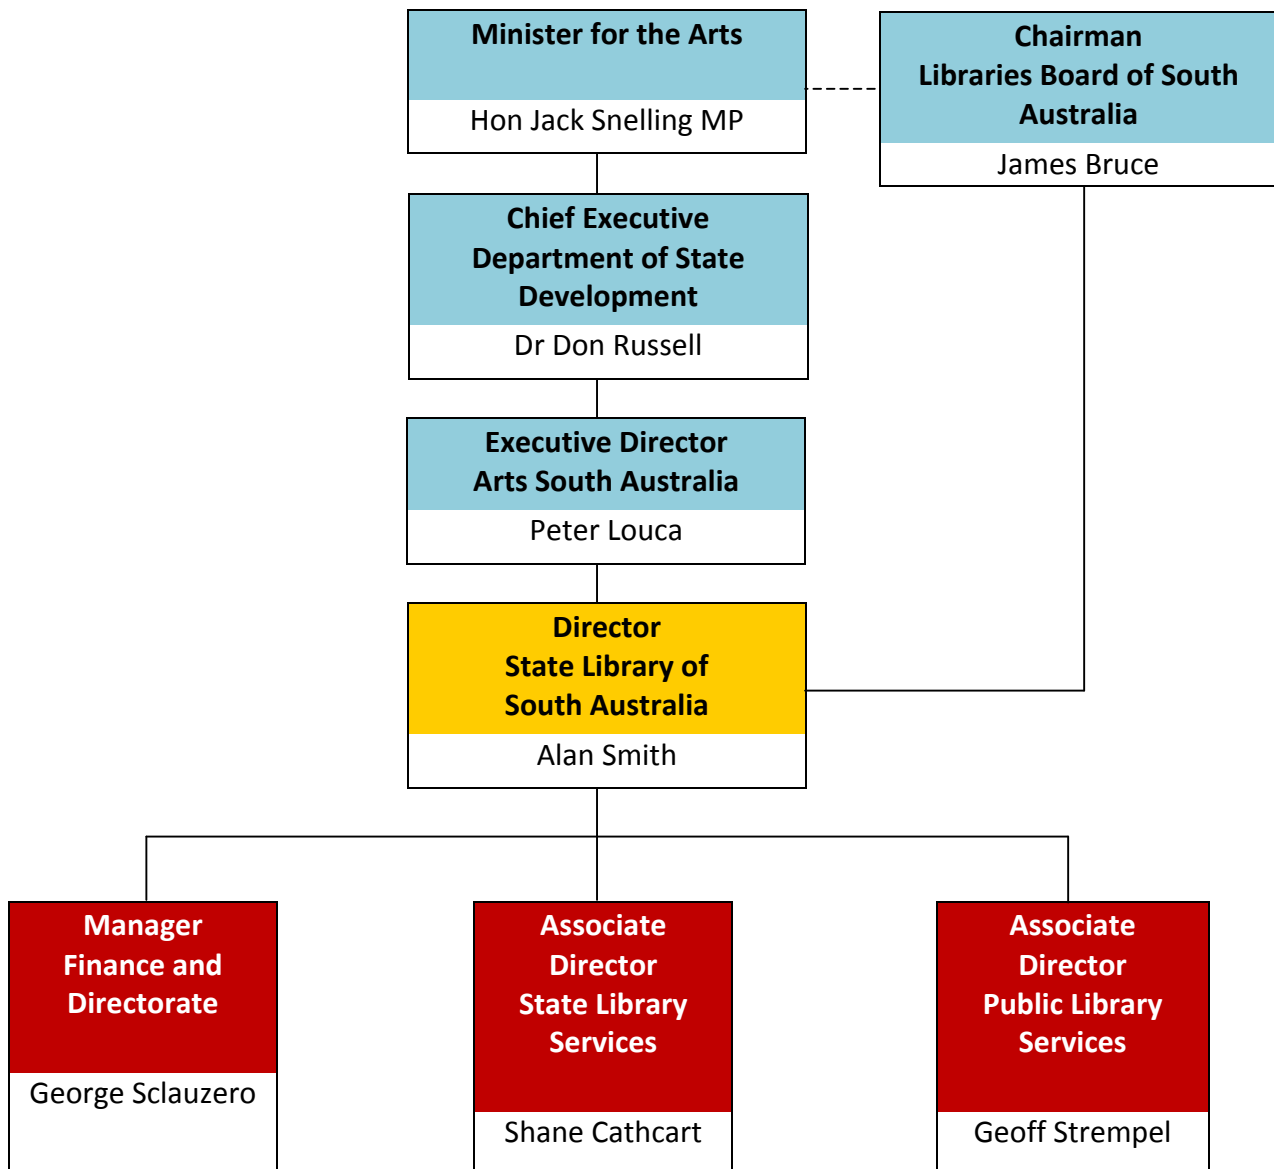 Minister for the Arts
Hon Jack Snelling MP
Chairman
Libraries Board of South
Australia
James Bruce
Chief Executive
Department of State
Development
Dr Don Russell
Executive Director
Arts South Australia
Peter Louca
Director
State Library of
South Australia
Alan Smith
Manager
Finance and
Directorate
George Sclauzero
Associate
Director
State Library
Services
Shane Cathcart
Associate
Director
Public Library
Services
Geoff Strempel